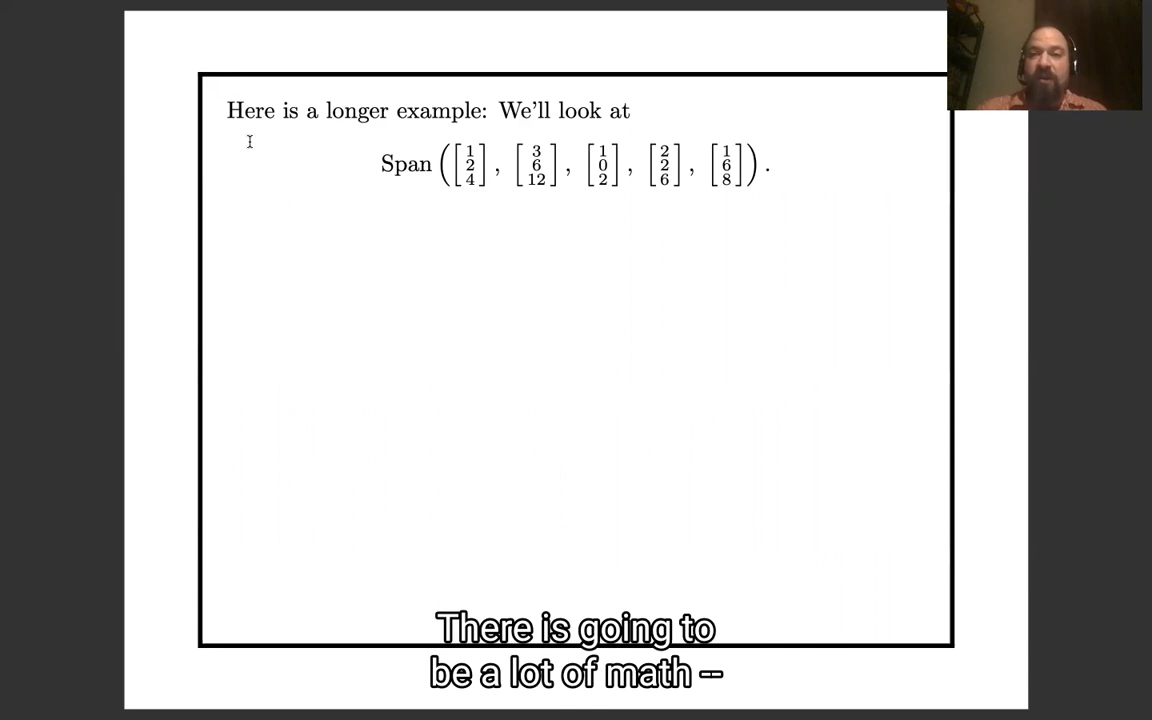 Here is a longer example: We'll look at
Span ([1 2 4], [3 6 12], [1 0 2], [2 2 6], [1 6 8]).
There is going to
be a lot of math --